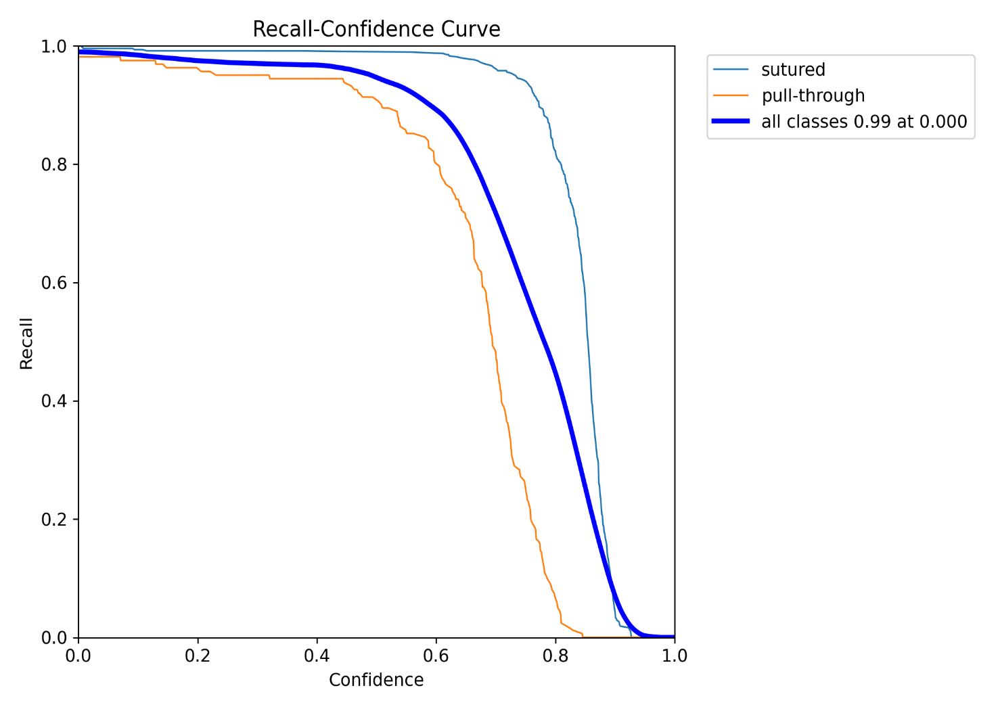 Recall-Confidence Curve
1.0
0.8
0.6
0.4
0.2
0.0
Recall
0.0 0.2 0.4 0.6 0.8 1.0
Confidence
sutured
pull-through
all classes 0.99 at 0.000